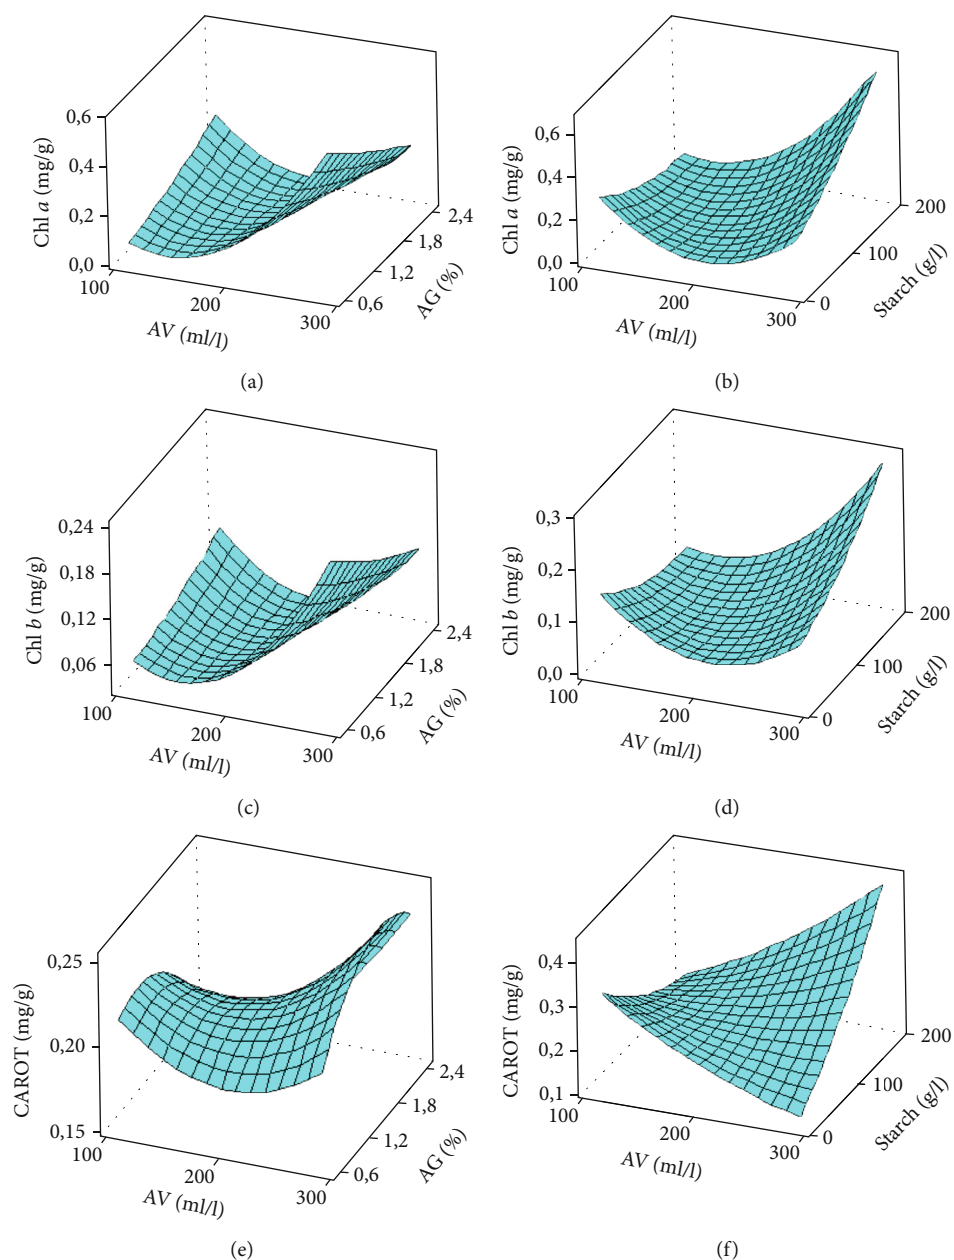 0,6
0,4
0,2
0,0
Chl a (mg/g)
100
200
300
AV (ml/l)
0,6
1,2
1,8
2,4
AG (%)
(a)
0,6
0,4
0,2
0,0
Chl a (mg/g)
100
200
300
AV (ml/l)
0
100
200
Starch (g/l)
(b)
0,24
0,18
0,12
0,06
Chl b (mg/g)
100
200
300
AV (ml/l)
0,6
1,2
1,8
2,4
AG (%)
(c)
0,3
0,2
0,1
0,0
Chl b (mg/g)
100
200
300
AV (ml/l)
0
100
200
Starch (g/l)
(d)
0,25
0,20
0,15
CAROT (mg/g)
100
200
300
AV (ml/l)
0,6
1,2
1,8
2,4
AG (%)
(e)
0,4
0,3
0,2
0,1
CAROT (mg/g)
100
200
300
AV (ml/l)
0
100
200
Starch (g/l)
(f)